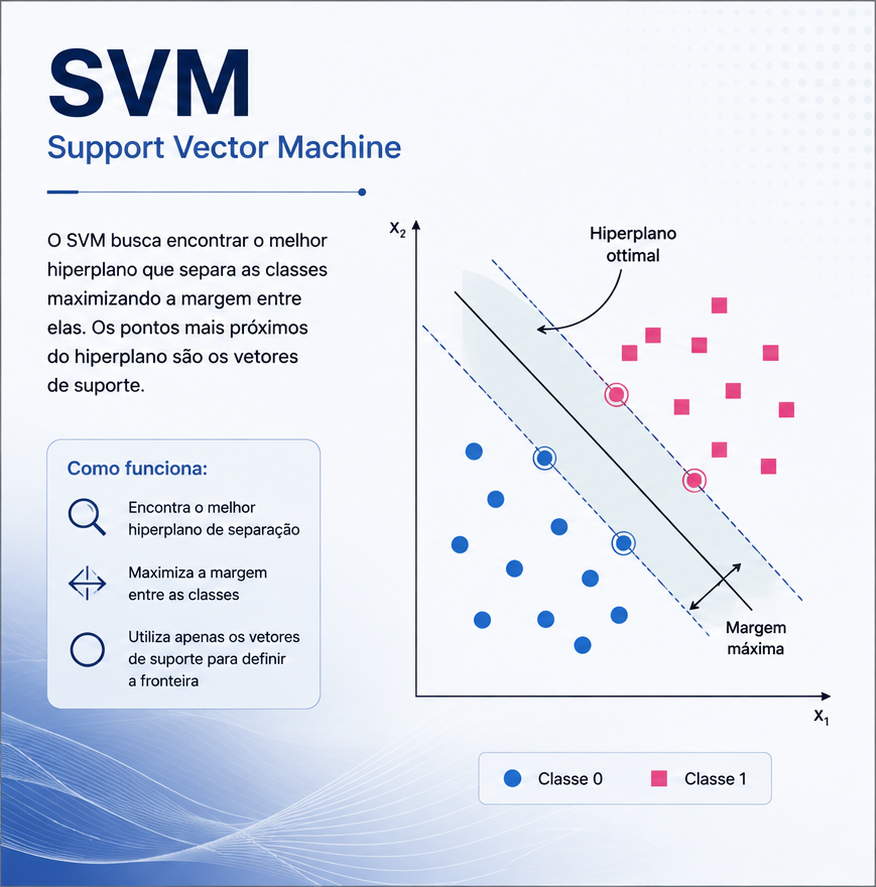 SVM
Support Vector Machine
O SVM busca encontrar o melhor
hiperplano que separa as classes
maximizando a margem entre
elas. Os pontos mais próximos
do hiperplano são os vetores
de suporte.
Como funciona:
Encontra o melhor
hiperplano de separação
Maximiza a margem
entre as classes
Utiliza apenas os vetores
de suporte para definir
a fronteira
X₂
Hiperplano
ottimal
Margem
máxima
X₁
Classe 0
Classe 1